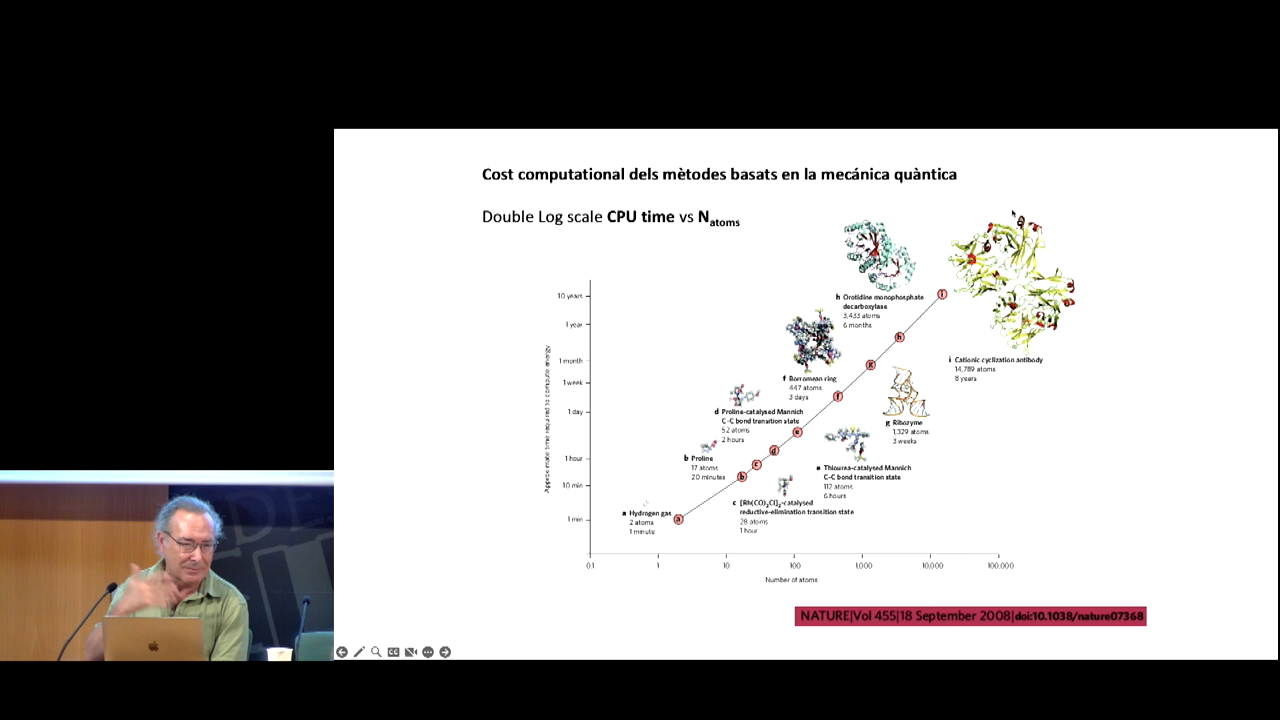 Cost computational dels mètodes basats en la mecánica quàntica
Double Log scale CPU time vs Natoms
Approximate time required to compute energy
10 years
1 year
1 month
1 week
1 day
1 hour
10 min
1 min
0.1
1
10
100
1,000
10,000
100,000
Number of atoms
a Hydrogen gas
2 atoms
1 minute
b Proline
17 atoms
20 minutes
c [Rh(CO)2Cl]2-catalysed
reductive-elimination transition state
28 atoms
1 hour
d Proline-catalysed Mannich
C-C bond transition state
52 atoms
2 hours
e Thiourea-catalysed Mannich
C-C bond transition state
112 atoms
6 hours
f Borromean ring
447 atoms
3 days
g Ribozyme
1,329 atoms
3 weeks
h Orotidine monophosphate
decarboxylase
3,433 atoms
6 months
i Cationic cyclization antibody
14,789 atoms
8 years
a
b
c
d
e
f
g
h
i
NATURE|Vol 455|18 September 2008|doi:10.1038/nature07368
CC